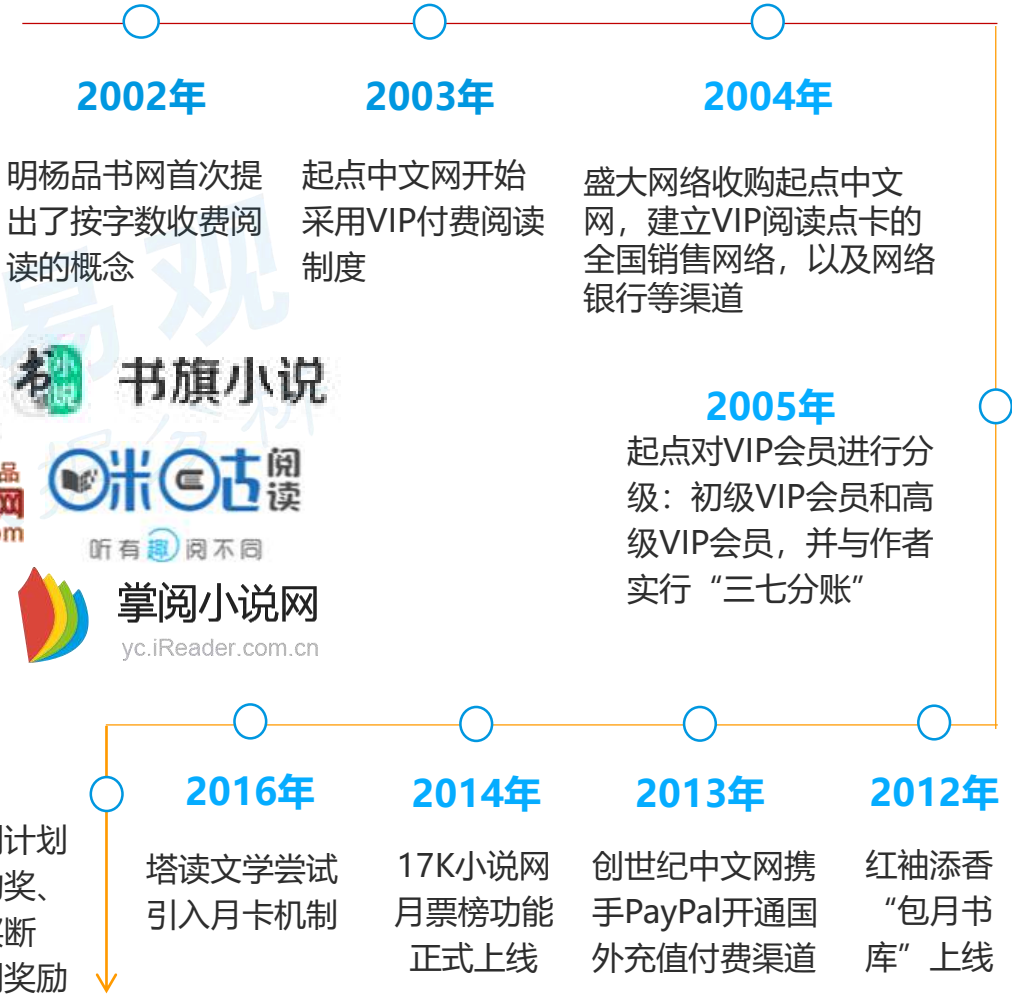 2002年
明杨品书网首次提
出了按字数收费阅
读的概念
2003年
起点中文网开始
采用VIP付费阅读
制度
2004年
盛大网络收购起点中文
网，建立VIP阅读点卡的
全国销售网络，以及网络
银行等渠道
易观
书小说
书旗小说
品
网
om
咪咕阅读
听有趣 阅不同
掌阅小说网
yc.iReader.com.cn
2005年
起点对VIP会员进行分
级：初级VIP会员和高
级VIP会员，并与作者
实行“三七分账”
2012年
红袖添香
“包月书
库”上线
2013年
创世纪中文网携
手PayPal开通国
外充值付费渠道
2014年
17K小说网
月票榜功能
正式上线
2016年
塔读文学尝试
引入月卡机制
计划
奖、
断
奖励